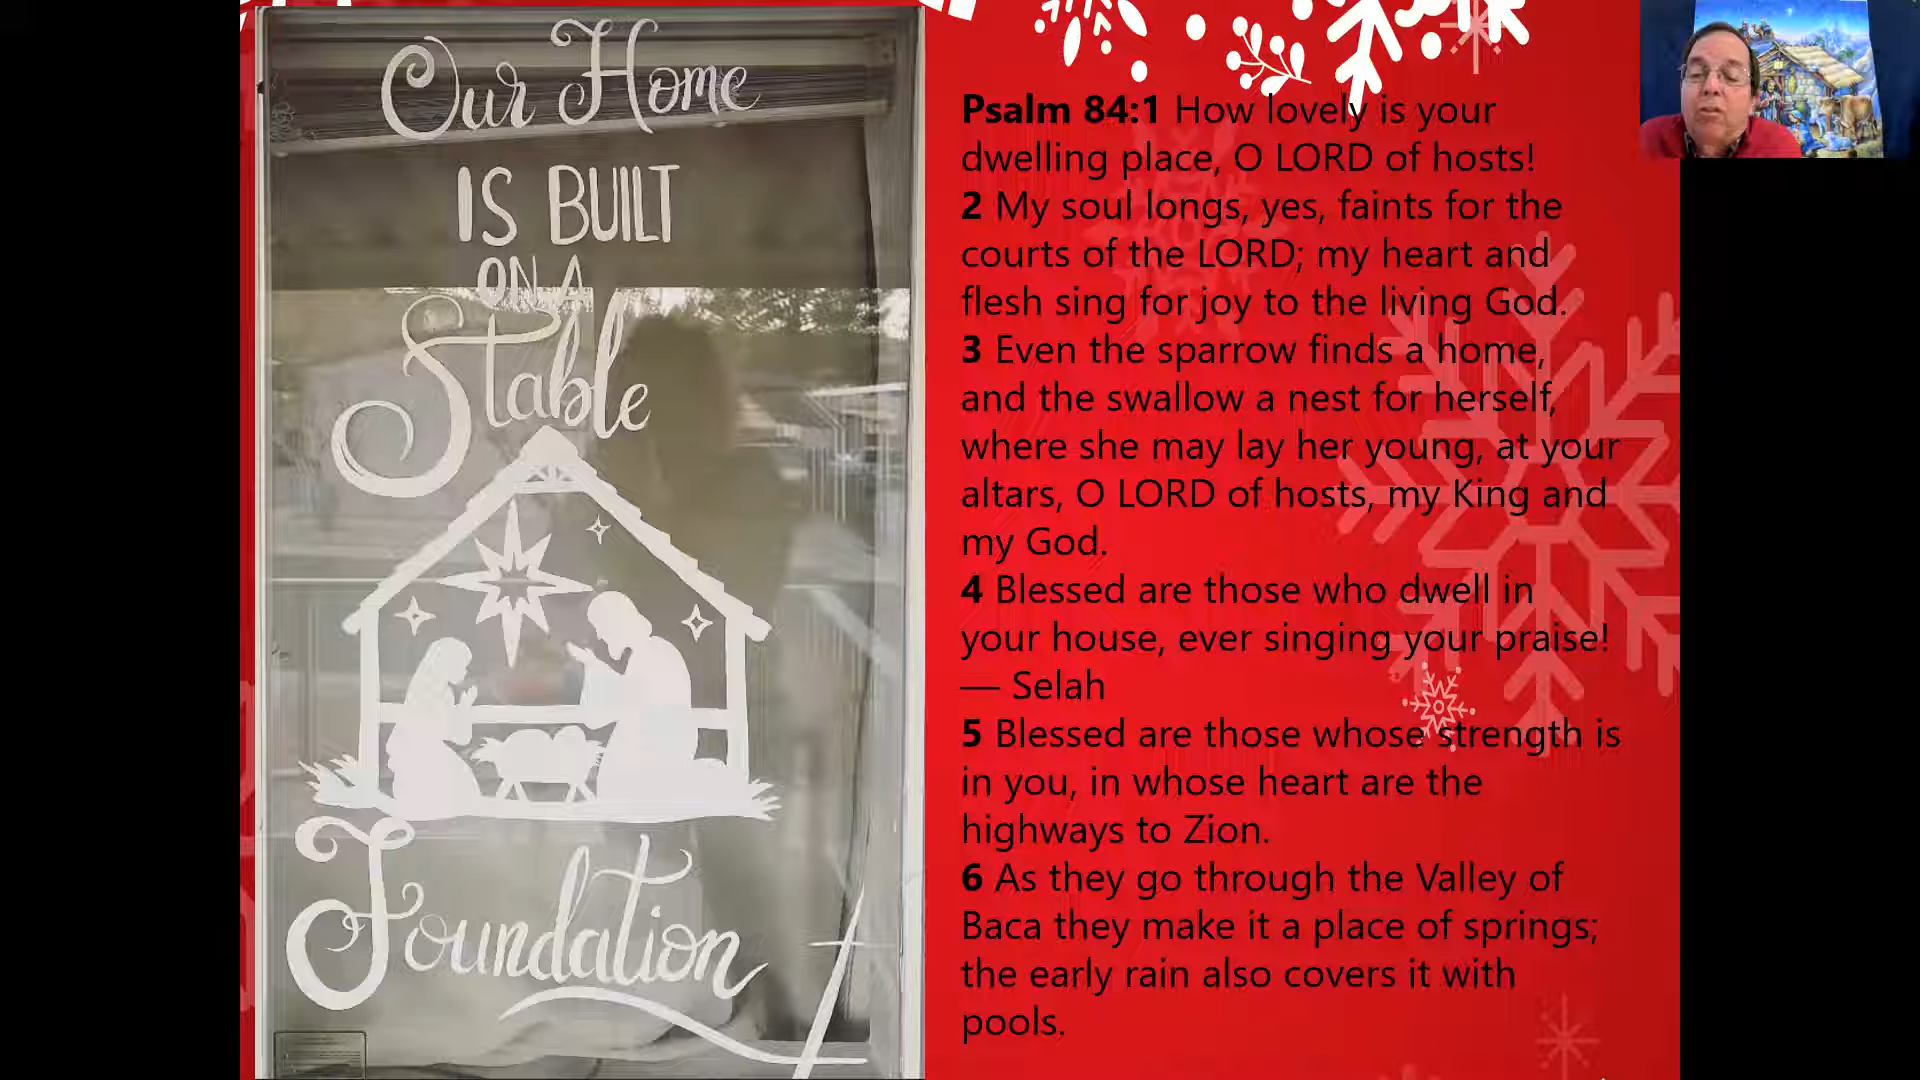 Our Home
IS BUILT
ON A
Stable
Foundation
Psalm 84:1 How lovely is your
dwelling place, O LORD of hosts!
2 My soul longs, yes, faints for the
courts of the LORD; my heart and
flesh sing for joy to the living God.
3 Even the sparrow finds a home,
and the swallow a nest for herself,
where she may lay her young, at your
altars, O LORD of hosts, my King and
my God.
4 Blessed are those who dwell in
your house, ever singing your praise!
— Selah
5 Blessed are those whose strength is
in you, in whose heart are the
highways to Zion.
6 As they go through the Valley of
Baca they make it a place of springs;
the early rain also covers it with
pools.